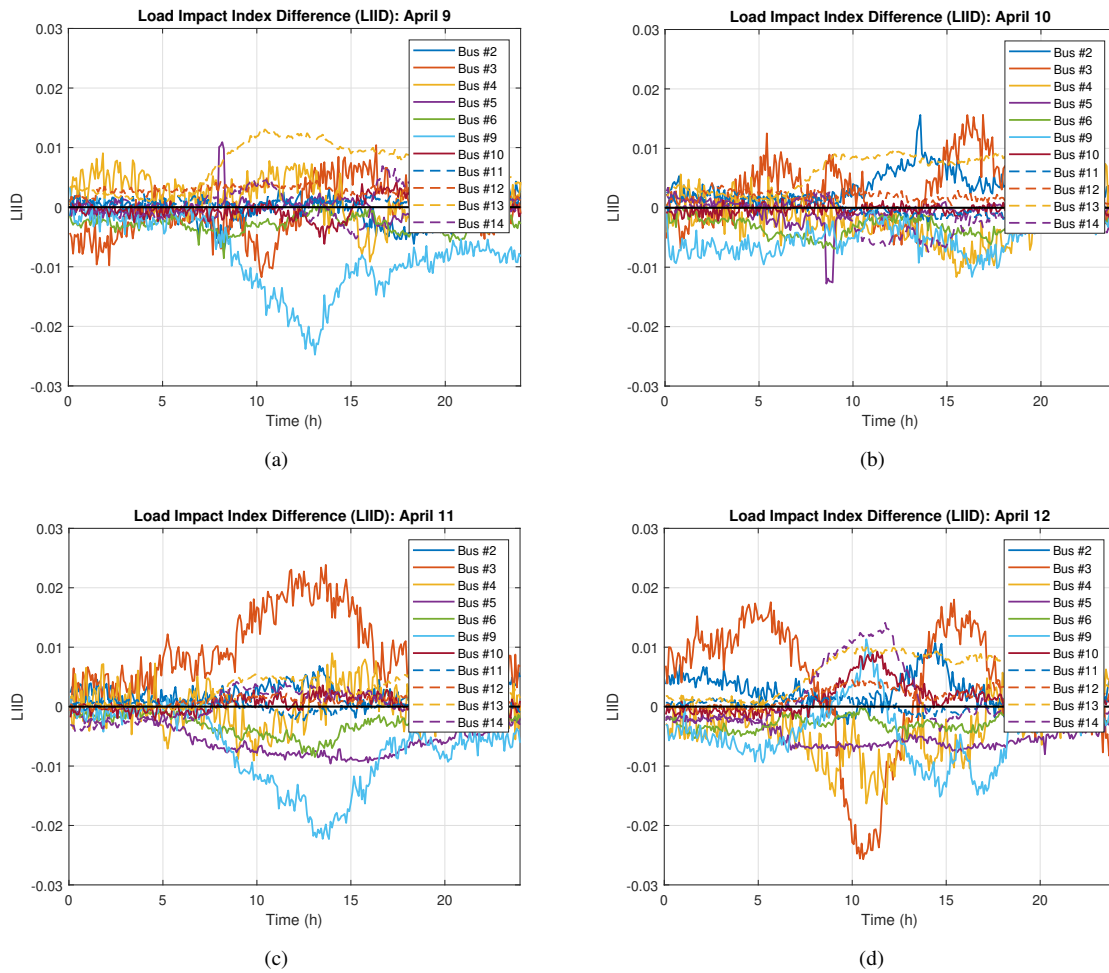 Load Impact Index Difference (LIID): April 9
0.03
0.02
0.01
0
-0.01
-0.02
-0.03
LIID
0
5
10
15
20
Time (h)
Bus #2
Bus #3
Bus #4
Bus #5
Bus #6
Bus #9
Bus #10
Bus #11
Bus #12
Bus #13
Bus #14
(a)
Load Impact Index Difference (LIID): April 10
0.03
0.02
0.01
0
-0.01
-0.02
-0.03
LIID
0
5
10
15
20
Time (h)
Bus #2
Bus #3
Bus #4
Bus #5
Bus #6
Bus #9
Bus #10
Bus #11
Bus #12
Bus #13
Bus #14
(b)
Load Impact Index Difference (LIID): April 11
0.03
0.02
0.01
0
-0.01
-0.02
-0.03
LIID
0
5
10
15
20
Time (h)
Bus #2
Bus #3
Bus #4
Bus #5
Bus #6
Bus #9
Bus #10
Bus #11
Bus #12
Bus #13
Bus #14
(c)
Load Impact Index Difference (LIID): April 12
0.03
0.02
0.01
0
-0.01
-0.02
-0.03
LIID
0
5
10
15
20
Time (h)
Bus #2
Bus #3
Bus #4
Bus #5
Bus #6
Bus #9
Bus #10
Bus #11
Bus #12
Bus #13
Bus #14
(d)